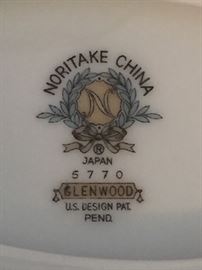 NORITAKE CHINA
N
®
JAPAN
5770
GLENWOOD
U.S. DESIGN PAT.
PEND.